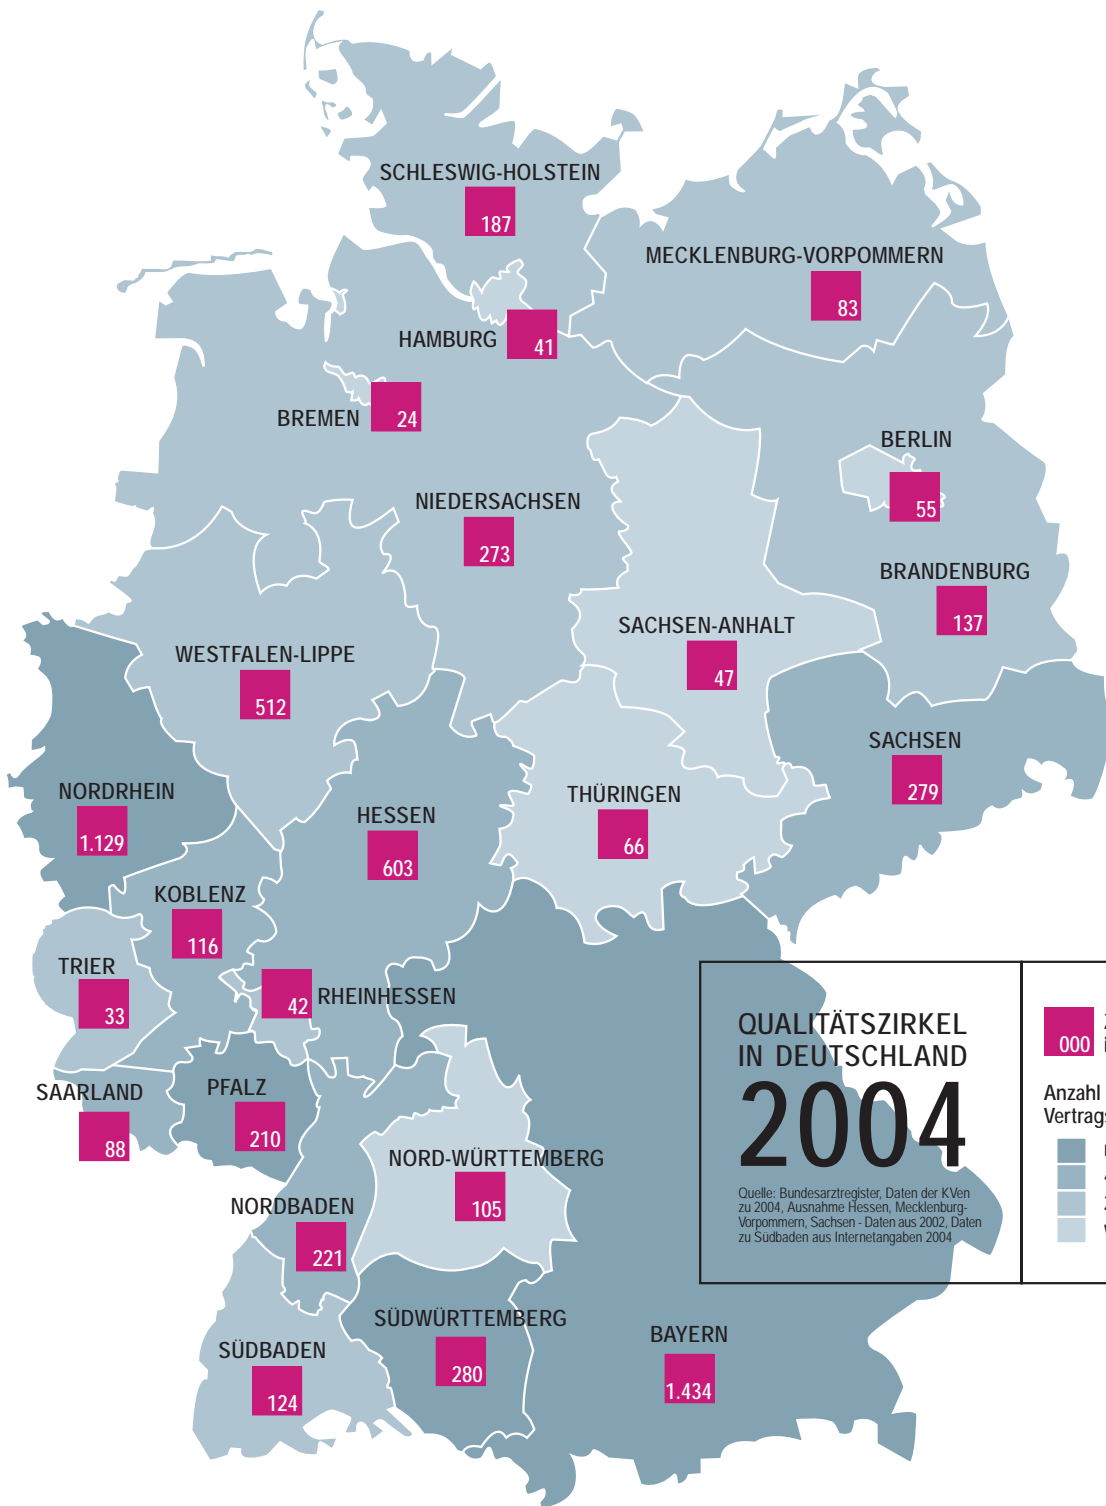 SCHLESWIG-HOLSTEIN
187
MECKLENBURG-VORPOMMERN
83
HAMBURG
41
BREMEN
24
BERLIN
55
NIEDERSACHSEN
273
BRANDENBURG
137
SACHSEN-ANHALT
47
WESTFALEN-LIPPE
512
SACHSEN
279
NORDRHEIN
1.129
HESSEN
603
THÜRINGEN
66
KOBLENZ
116
TRIER
33
RHEINHESSEN
42
SAARLAND
88
PFALZ
210
NORD-WÜRTTEMBERG
105
NORDBADEN
221
SÜDWÜRTTEMBERG
280
SÜDBADEN
124
BAYERN
1.434
QUALITÄTSZIRKEL
IN DEUTSCHLAND
2004
Quelle: Bundesarztregister, Daten der KVen
zu 2004, Ausnahme Hessen, Mecklenburg-
Vorpommern, Sachsen - Daten aus 2002, Daten
zu Südbaden aus Internetangaben 2004
000
Anzahl
Vertrags